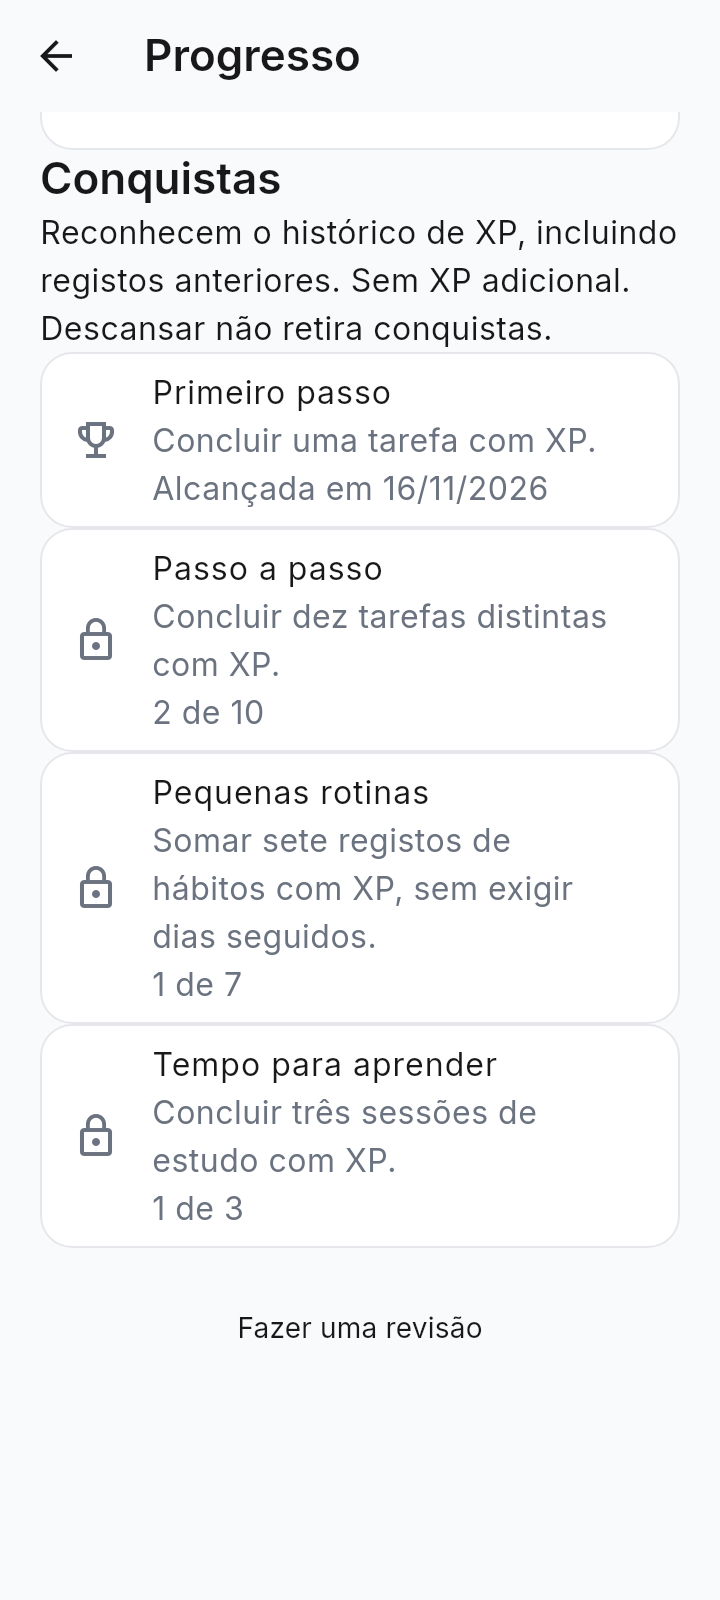 Progresso
Conquistas
Reconhecem o histórico de XP, incluindo
registos anteriores. Sem XP adicional.
Descansar não retira conquistas.
Primeiro passo
Concluir uma tarefa com XP.
Alcançada em 16/11/2026
Passo a passo
Concluir dez tarefas distintas
com XP.
2 de 10
Pequenas rotinas
Somar sete registos de
hábitos com XP, sem exigir
dias seguidos.
1 de 7
Tempo para aprender
Concluir três sessões de
estudo com XP.
1 de 3
Fazer uma revisão